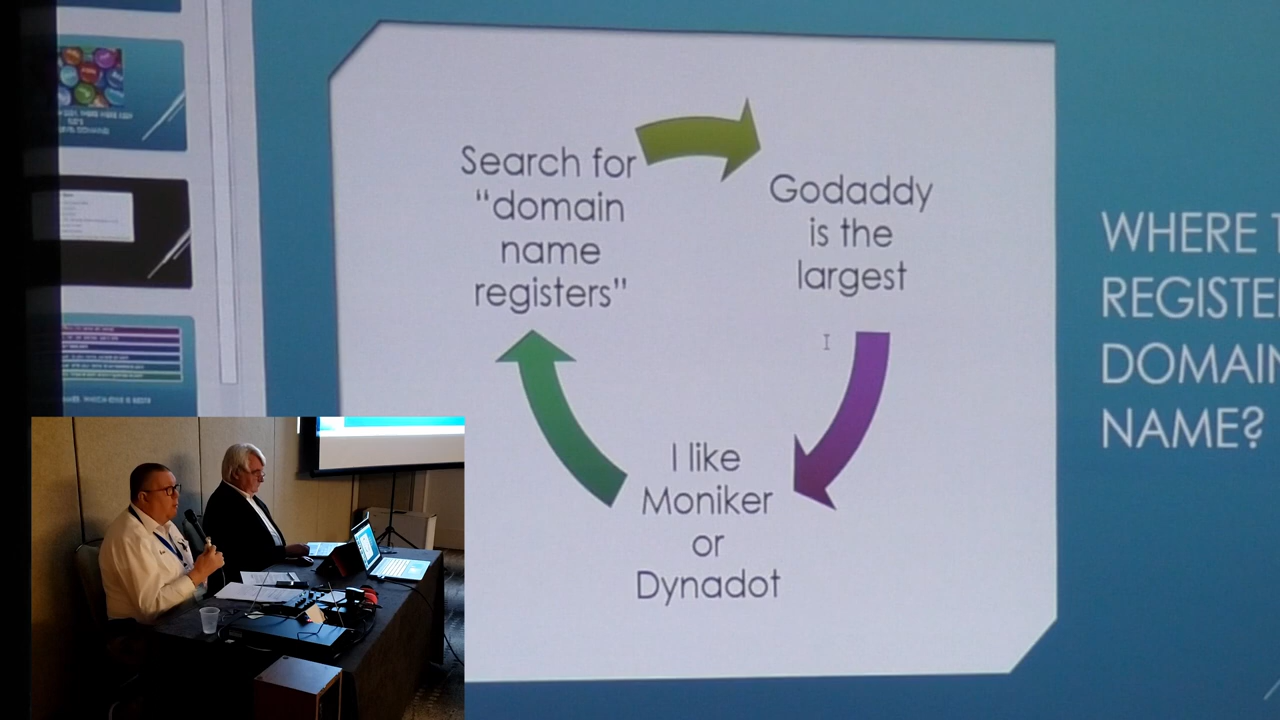 Search for
“domain
name
registers”
Godaddy
is the
largest
I like
Moniker
or
Dynadot
WHERE
REGISTE
DOMAIN
NAME?